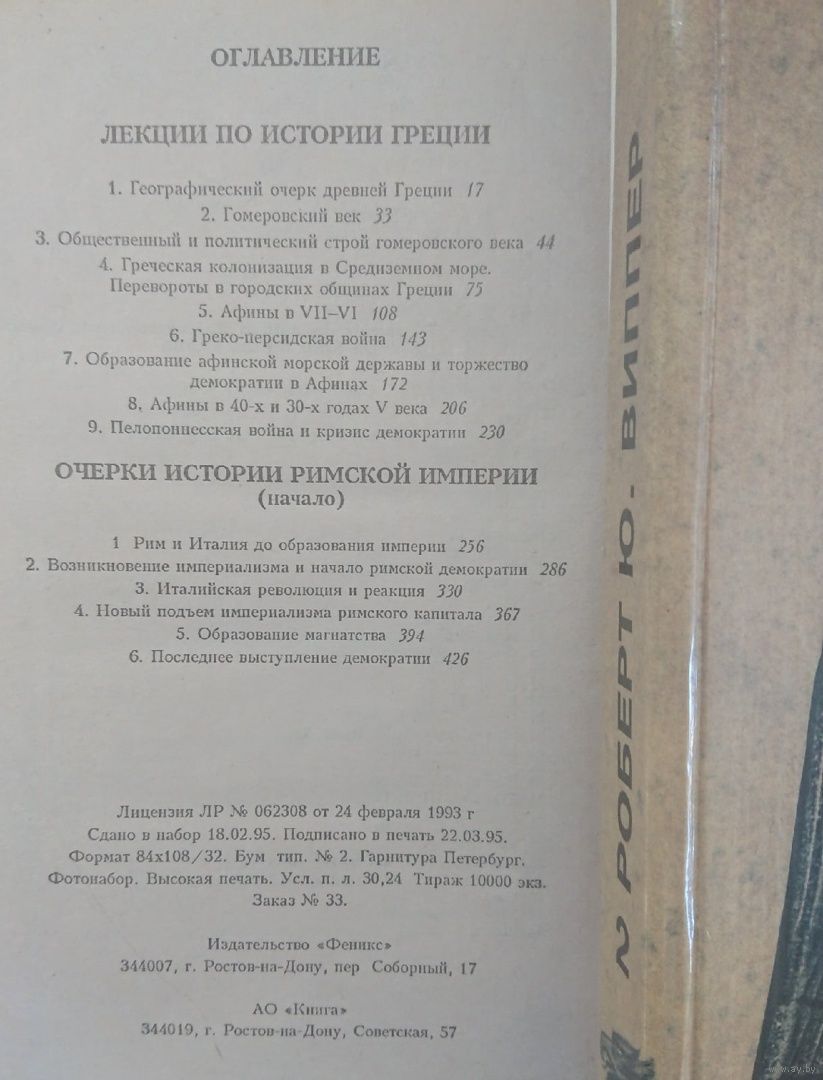 ОГЛАВЛЕНИЕ
ЛЕКЦИИ ПО ИСТОРИИ ГРЕЦИИ
1. Географический очерк древней Греции 17
2. Гомеровский век 33
3. Общественный и политический строй гомеровского века 44
4. Греческая колонизация в Средиземном море.
Перевороты в городских общинах Греции 75
5. Афины в VII–VI 108
6. Греко-персидская война 143
7. Образование афинской морской державы и торжество
демократии в Афинах 172
8. Афины в 40-х и 30-х годах V века 206
9. Пелопоннесская война и кризис демократии 230
ОЧЕРКИ ИСТОРИИ РИМСКОЙ ИМПЕРИИ
(начало)
1 Рим и Италия до образования империи 256
2. Возникновение империализма и начало римской демократии 286
3. Италийская революция и реакция 330
4. Новый подъем империализма римского капитала 367
5. Образование магнатства 394
6. Последнее выступление демократии 426
Лицензия ЛР № 062308 от 24 февраля 1993 г
Сдано в набор 18.02.95. Подписано в печать 22.03.95.
Формат 84х108/32. Бум тип. № 2. Гарнитура Петербург.
Фотонабор. Высокая печать. Усл. п. л. 30,24 Тираж 10000 экз.
Заказ № 33.
Издательство «Феникс»
344007, г. Ростов-на-Дону, пер Соборный, 17
АО «Книга»
344019, г. Ростов-на-Дону, Советская, 57
2 РОБЕРТ Ю. ВИППЕР
www.ay.by